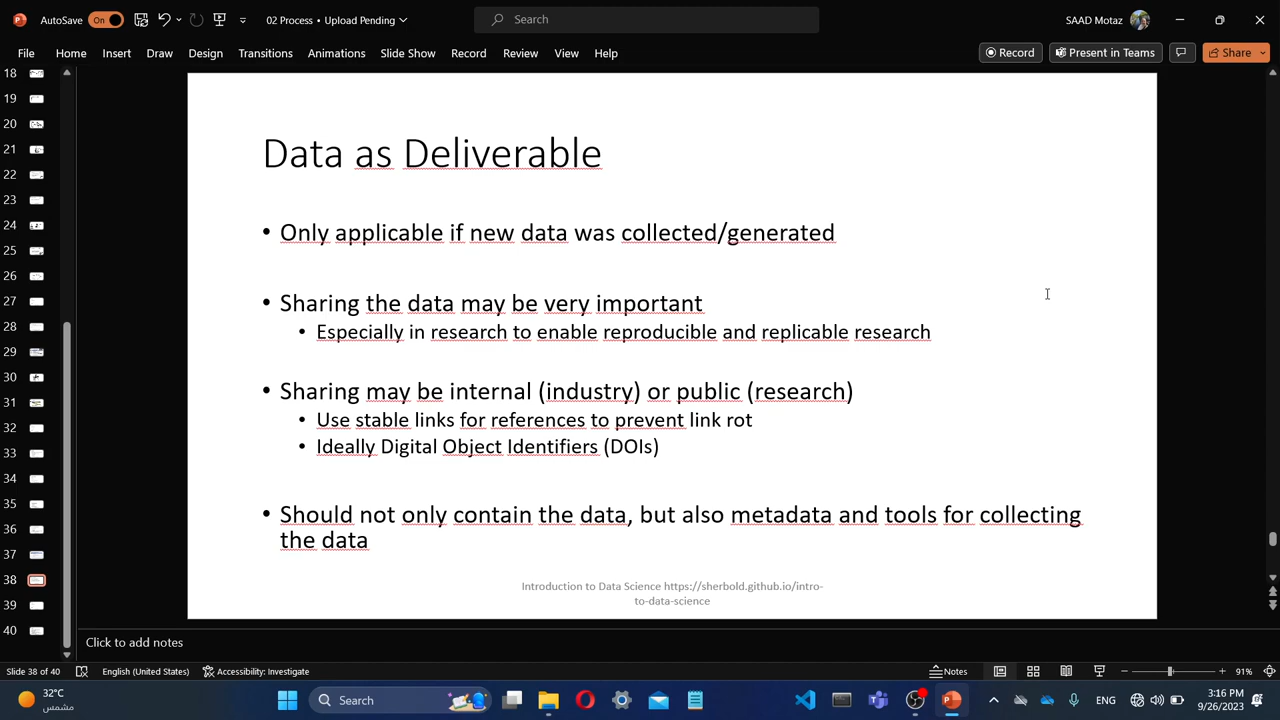 AutoSave
On
02 Process • Upload Pending
Search
SAAD Motaz
File Home Insert Draw Design Transitions Animations Slide Show Record Review View Help
Record
Present in Teams
Share
18
19
20
21
22
23
24
25
26
27
28
29
30
31
32
33
34
35
36
37
38
39
40
Data as Deliverable
• Only applicable if new data was collected/generated
• Sharing the data may be very important
• Especially in research to enable reproducible and replicable research
• Sharing may be internal (industry) or public (research)
• Use stable links for references to prevent link rot
• Ideally Digital Object Identifiers (DOIs)
• Should not only contain the data, but also metadata and tools for collecting
the data
Introduction to Data Science https://sherbold.github.io/intro-
to-data-science
Click to add notes
Slide 38 of 40
English (United States)
Accessibility: Investigate
Notes
91%
32°C
مشمس
Search
ENG
3:16 PM
9/26/2023